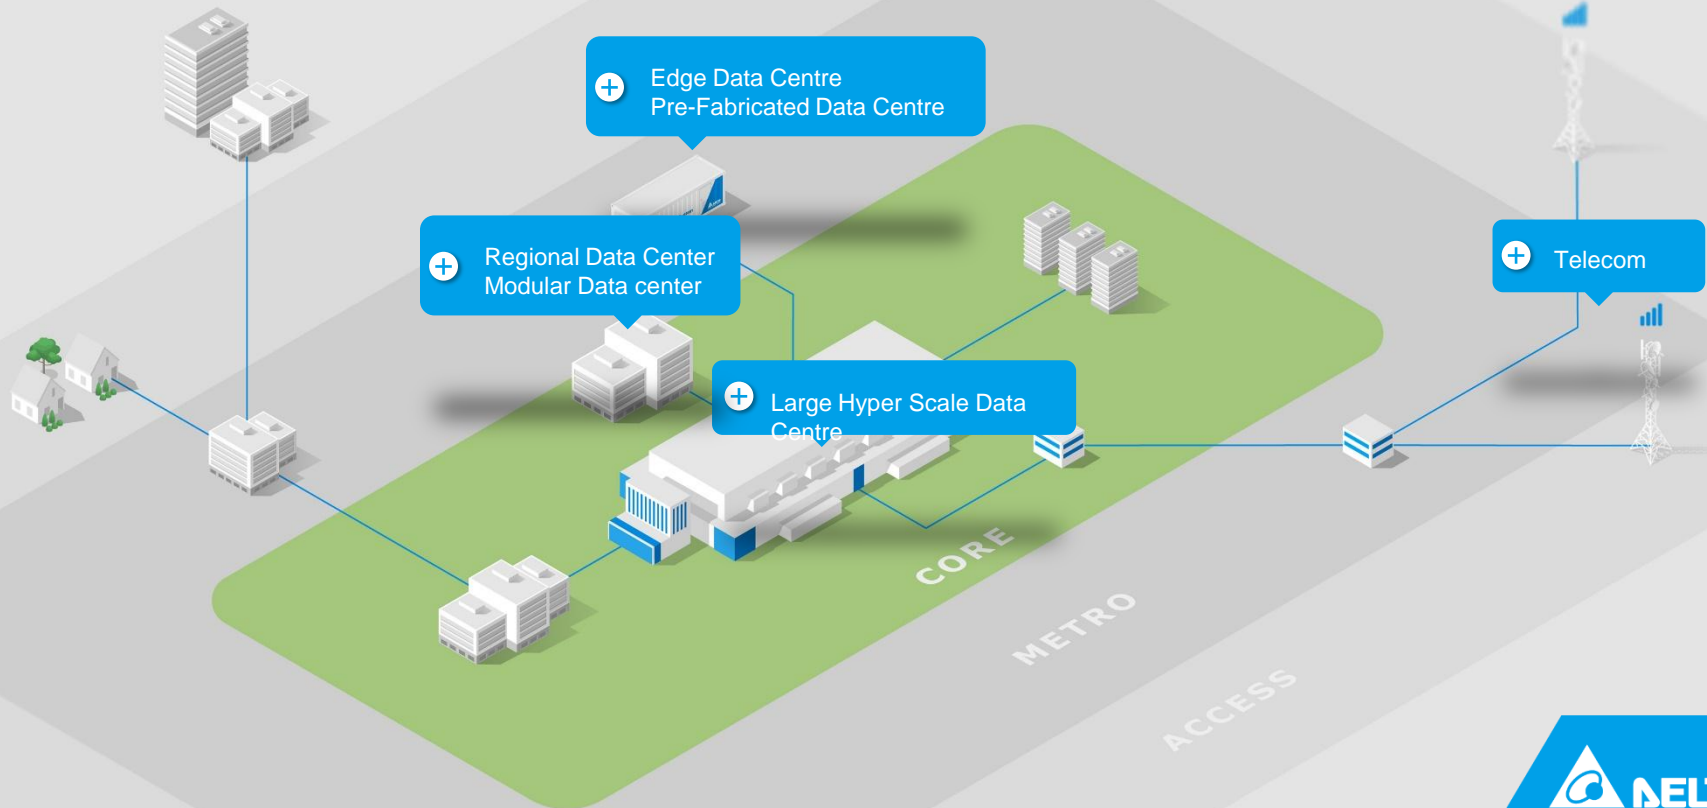 Edge Data Centre
Pre-Fabricated Data Centre
Regional Data Center
Modular Data center
Telecom
Large Hyper Scale Data
Centre
CORE
METRO
ACCESS